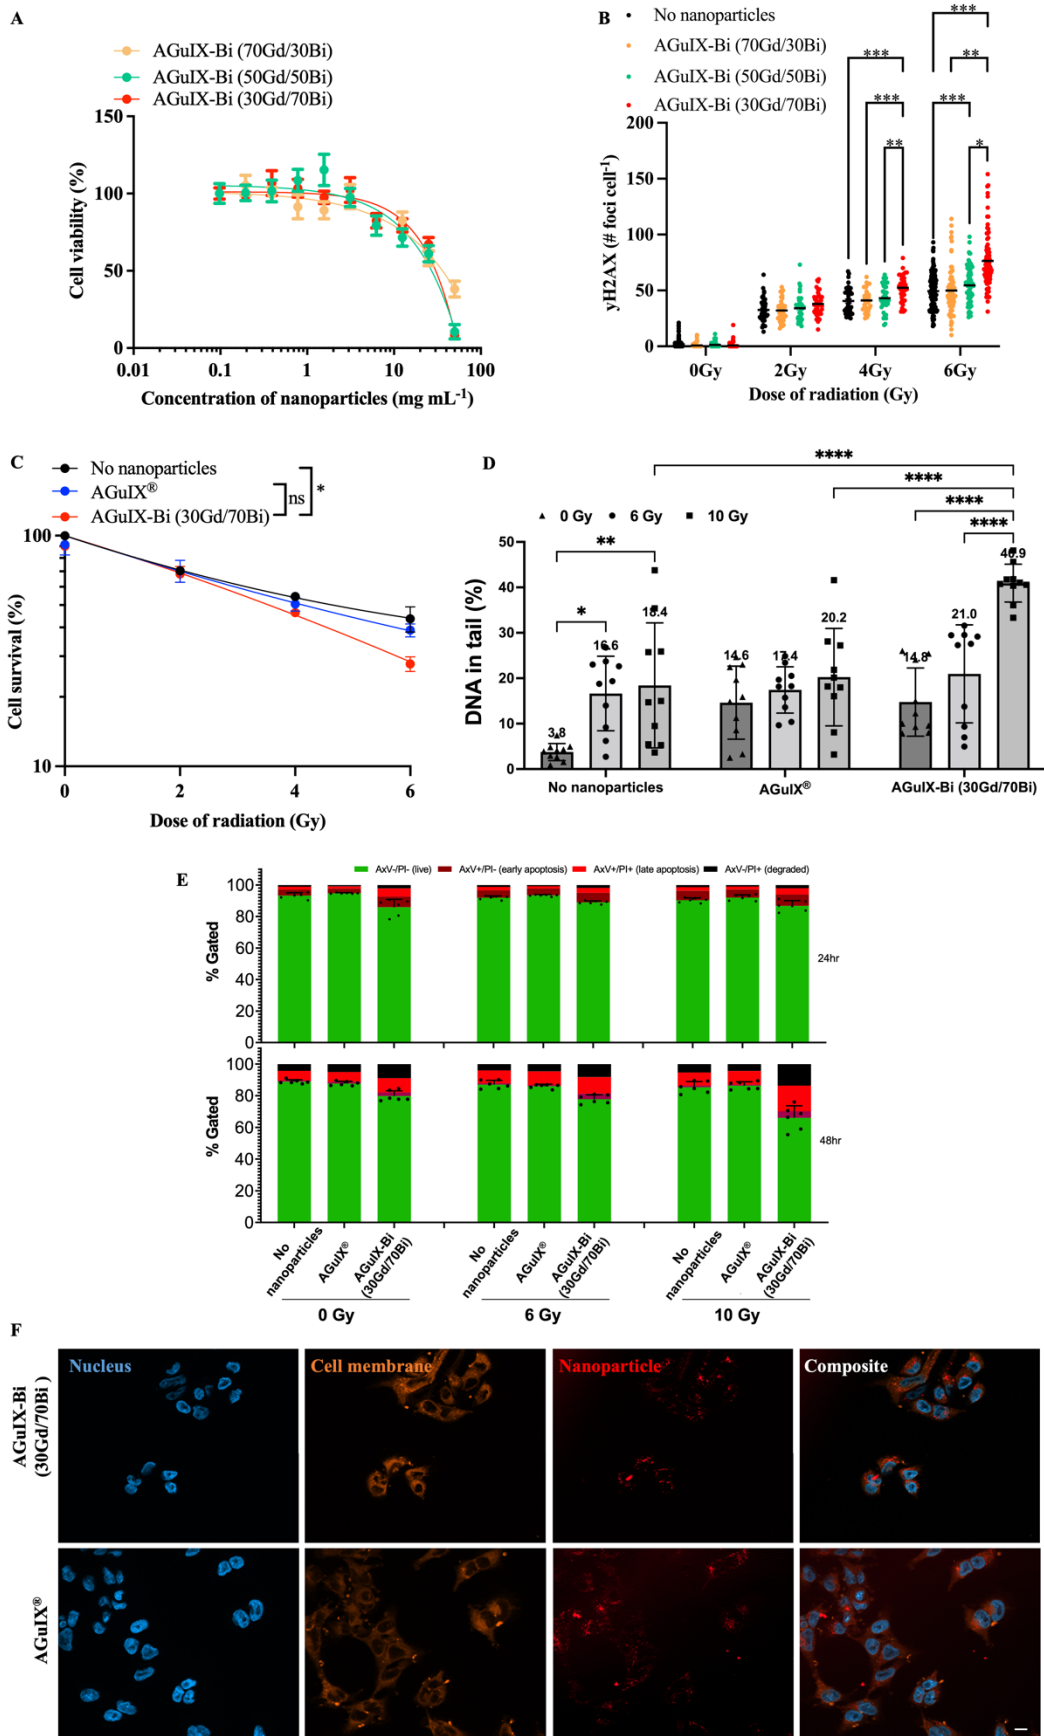 A
AGuIX-Bi (70Gd/30Bi)
AGuIX-Bi (50Gd/50Bi)
AGuIX-Bi (30Gd/70Bi)
150
100
50
0
Cell viability (%)
0.01
0.1
1
10
100
Concentration of nanoparticles (mg mL⁻¹)
B
No nanoparticles
AGuIX-Bi (70Gd/30Bi)
AGuIX-Bi (50Gd/50Bi)
AGuIX-Bi (30Gd/70Bi)
***
**
***
***
***
**
*
200
150
100
50
0
yH2AX (# foci cell⁻¹)
0Gy
2Gy
4Gy
6Gy
Dose of radiation (Gy)
C
No nanoparticles
AGuIX®
AGuIX-Bi (30Gd/70Bi)
ns
*
100
10
Cell survival (%)
0
2
4
6
Dose of radiation (Gy)
D
****
****
****
****
0 Gy
6 Gy
10 Gy
**
*
50
40
30
20
10
0
DNA in tail (%)
3.8
16.6
18.4
14.6
17.4
20.2
14.8
21.0
40.9
No nanoparticles
AGuIX®
AGuIX-Bi (30Gd/70Bi)
E
AxV-/PI- (live)
AxV+/PI- (early apoptosis)
AxV+/PI+ (late apoptosis)
AxV-/PI+ (degraded)
100
80
60
40
20
0
% Gated
24hr
100
80
60
40
20
0
% Gated
48hr
No nanoparticles
AGuIX®
AGuIX-Bi (30Gd/70Bi)
No nanoparticles
AGuIX®
AGuIX-Bi (30Gd/70Bi)
No nanoparticles
AGuIX®
AGuIX-Bi (30Gd/70Bi)
0 Gy
6 Gy
10 Gy
F
Nucleus
Cell membrane
Nanoparticle
Composite
AGuIX-Bi
(30Gd/70Bi )
AGuIX®